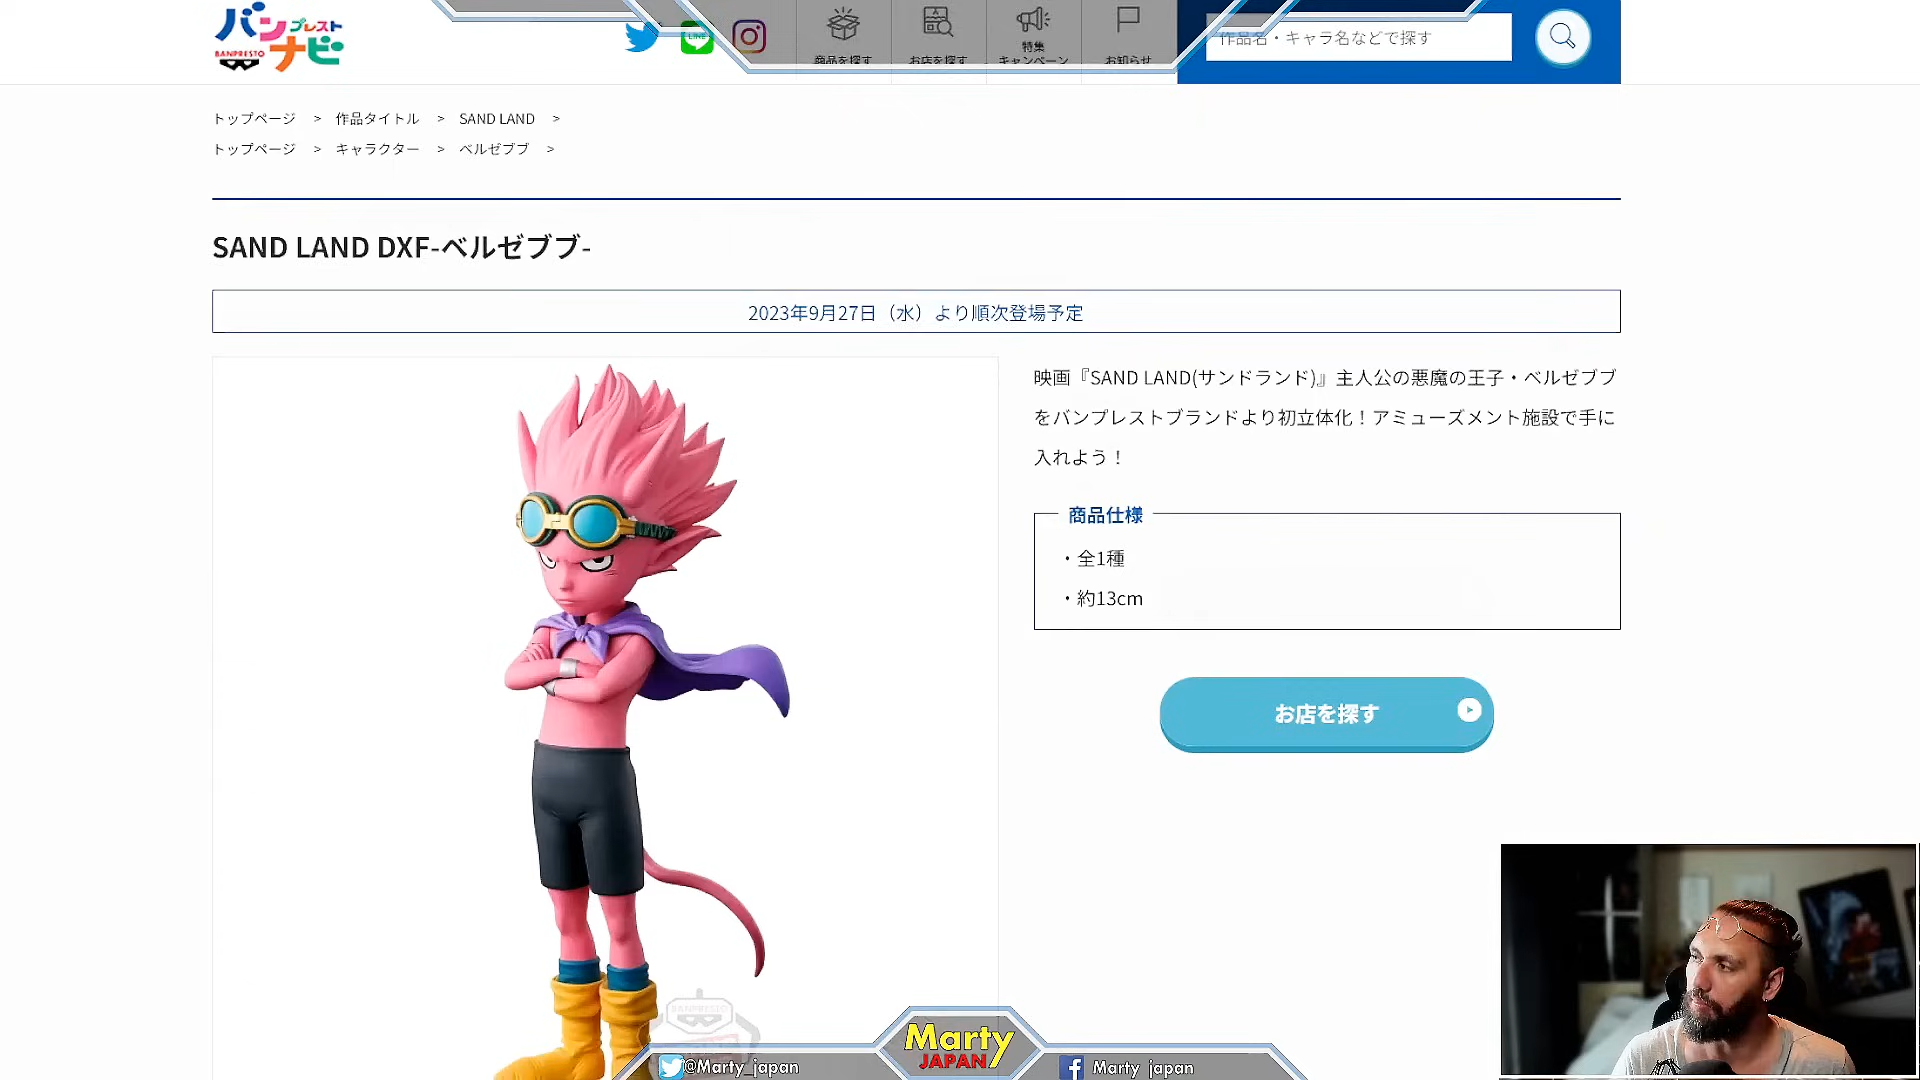 バンプレスト
ナビ
BANPRESTO
LINE
商品を探す
お店を探す
特集
キャンペーン
お知らせ
作品名・キャラ名などで探す
トップページ > 作品タイトル > SAND LAND >
トップページ > キャラクター > ベルゼブブ >
SAND LAND DXF-ベルゼブブ-
2023年9月27日（水）より順次登場予定
映画『SAND LAND(サンドランド)』主人公の悪魔の王子・ベルゼブブ
をバンプレストブランドより初立体化！アミューズメント施設で手に
入れよう！
商品仕様
・全1種
・約13cm
お店を探す
BANPRESTO
Marty
JAPAN
@Marty_japan
Marty japan